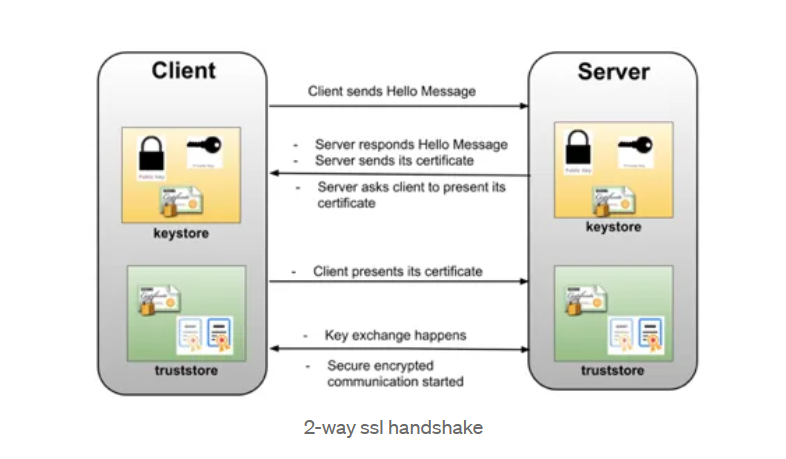 Client
Server
Client sends Hello Message
- Server responds Hello Message
- Server sends its certificate
- Server asks client to present its
certificate
Public Key
Private Key
keystore
Public Key
Private Key
keystore
- Client presents its certificate
- Key exchange happens
- Secure encrypted
communication started
truststore
truststore
2-way ssl handshake